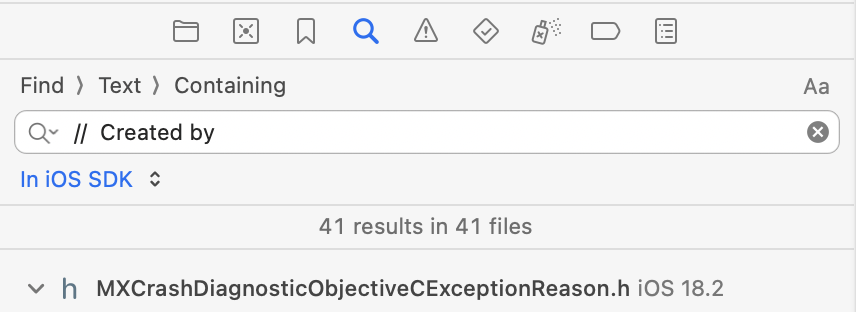 Find 〉 Text 〉 Containing
Aa
// Created by
In iOS SDK
41 results in 41 files
h MXCrashDiagnosticObjectiveCExceptionReason.h iOS 18.2